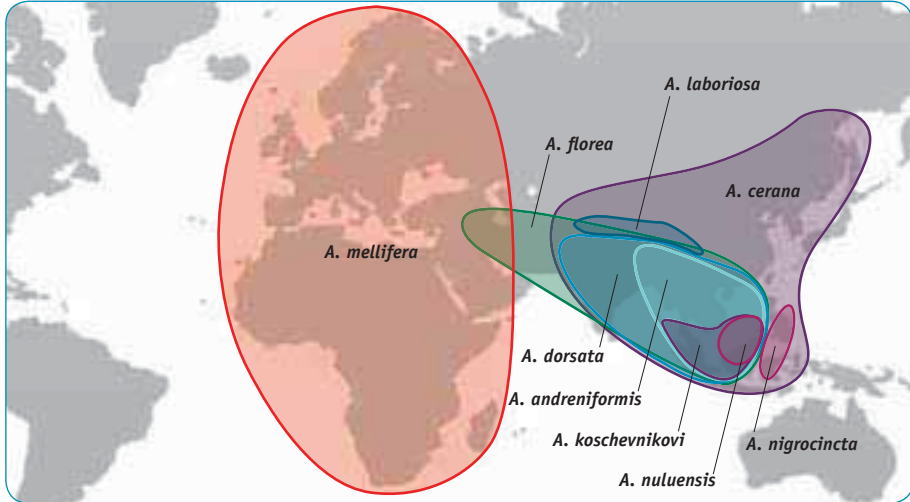 A. laboriosa
A. florea
A. cerana
A. mellifera
A. dorsata
A. andreniformis
A. koschevnikovi
A. nigrocincta
A. nuluensis